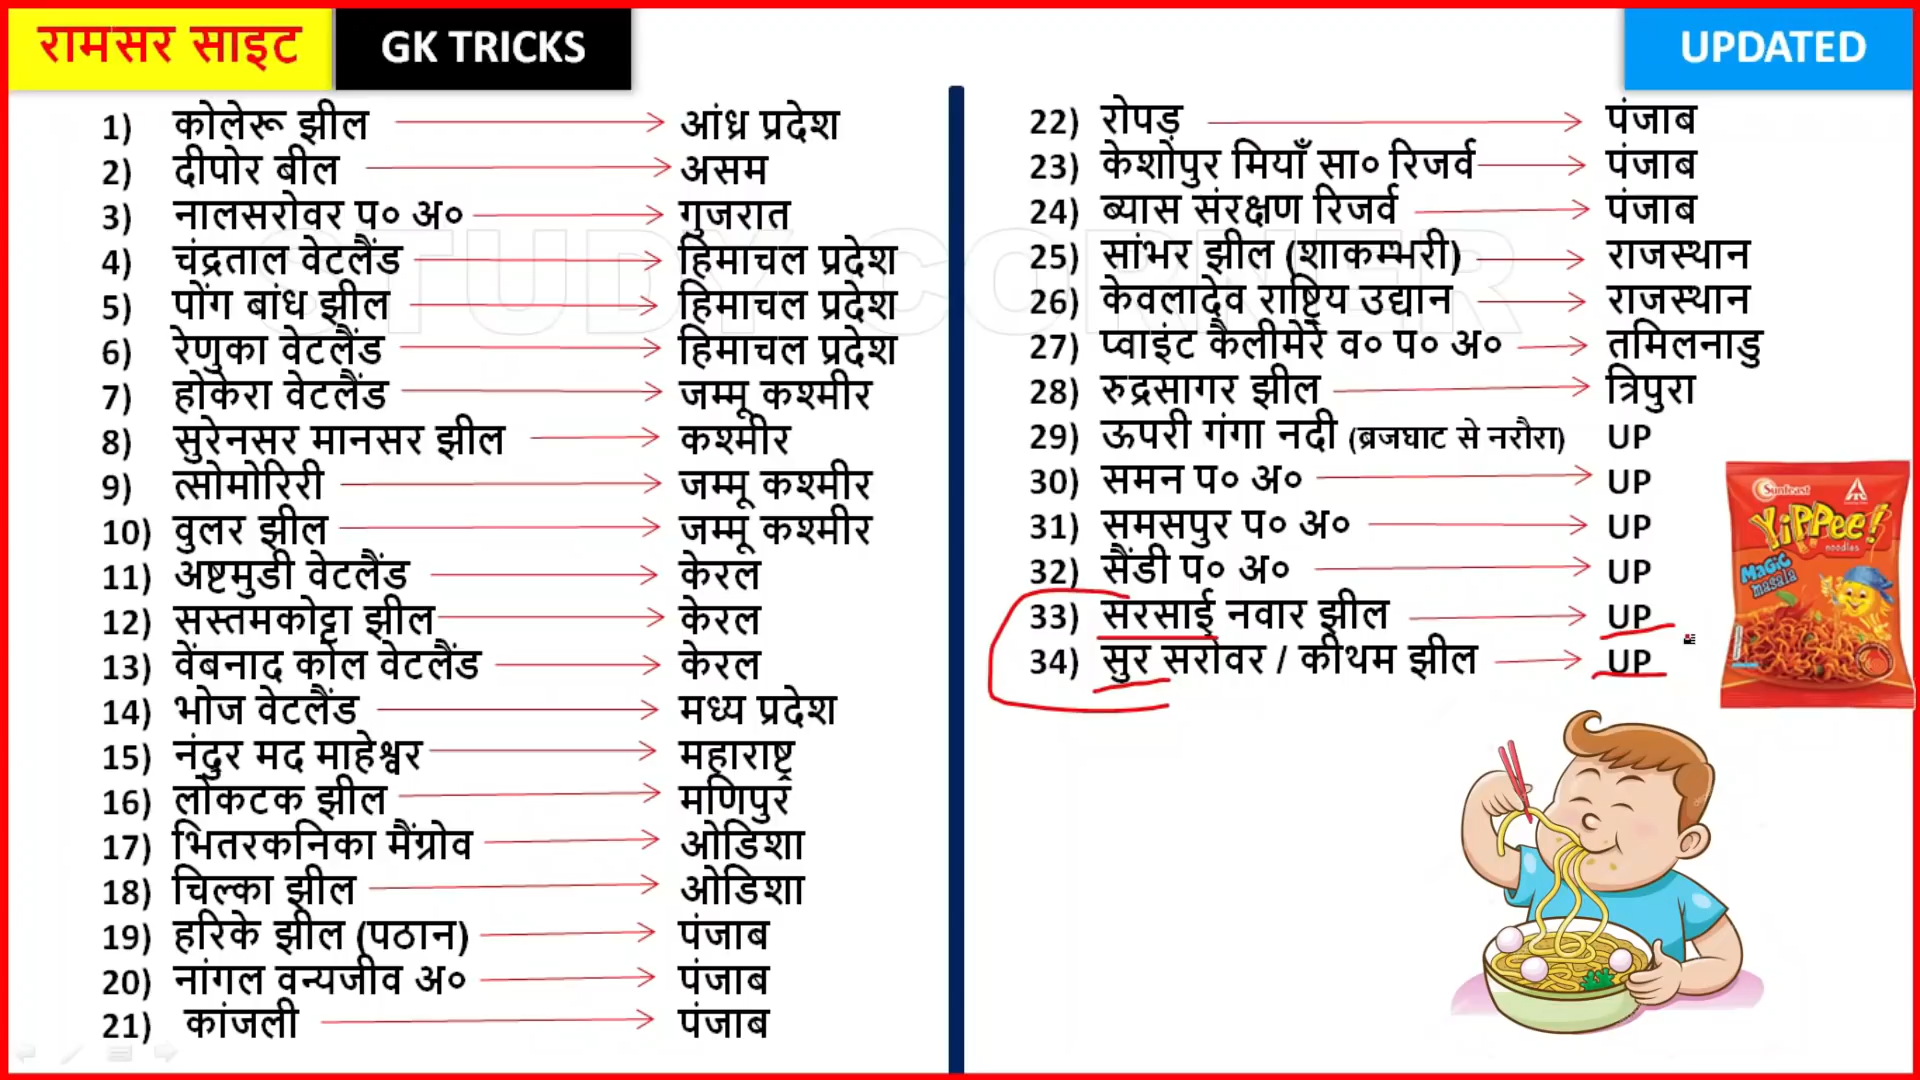 रामसर साइट
GK TRICKS
UPDATED
1) कोलेरू झील आंध्र प्रदेश
2) दीपोर बील असम
3) नालसरोवर प० अ० गुजरात
4) चंद्रताल वेटलैंड हिमाचल प्रदेश
5) पोंग बांध झील हिमाचल प्रदेश
6) रेणुका वेटलैंड हिमाचल प्रदेश
7) होकेरा वेटलैंड जम्मू कश्मीर
8) सुरेनसर मानसर झील कश्मीर
9) त्सोमोरिरी जम्मू कश्मीर
10) वुलर झील जम्मू कश्मीर
11) अष्टमुडी वेटलैंड केरल
12) सस्तमकोट्टा झील केरल
13) वेंबनाद कोल वेटलैंड केरल
14) भोज वेटलैंड मध्य प्रदेश
15) नंदुर मद माहेश्वर महाराष्ट्र
16) लोकटक झील मणिपुर
17) भितरकनिका मैंग्रोव ओडिशा
18) चिल्का झील ओडिशा
19) हरिके झील (पठान) पंजाब
20) नांगल वन्यजीव अ० पंजाब
21) कांजली पंजाब
22) रोपड़ पंजाब
23) केशोपुर मियाँ सा० रिजर्व पंजाब
24) ब्यास संरक्षण रिजर्व पंजाब
25) सांभर झील (शाकम्भरी) राजस्थान
26) केवलादेव राष्ट्रिय उद्यान राजस्थान
27) प्वाइंट कैलीमेरे व० प० अ० तमिलनाडु
28) रुद्रसागर झील त्रिपुरा
29) ऊपरी गंगा नदी (ब्रजघाट से नरौरा) UP
30) समन प० अ० UP
31) समसपुर प० अ० UP
32) सैंडी प० अ० UP
33) सरसाई नवार झील UP
34) सुर सरोवर / कीथम झील UP
STUDY CORNER
Sunfeast
YiPPee!
noodles
MaGiC
masala